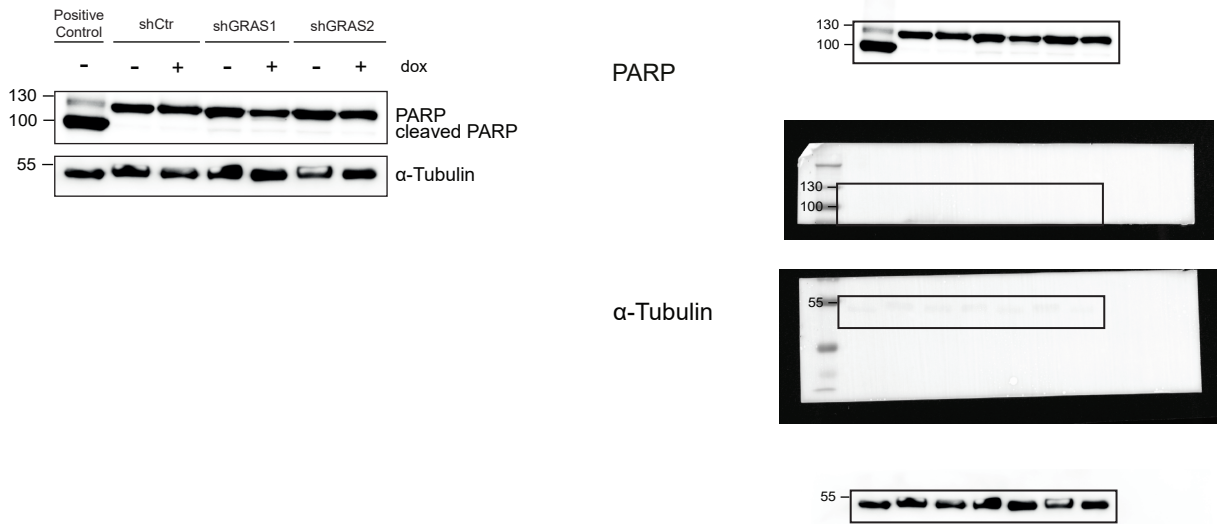 Positive
Control
shCtr
shGRAS1
shGRAS2
- - + - + - + dox
130
100
PARP
cleaved PARP
55
α-Tubulin
PARP
130
100
130
100
α-Tubulin
55
55